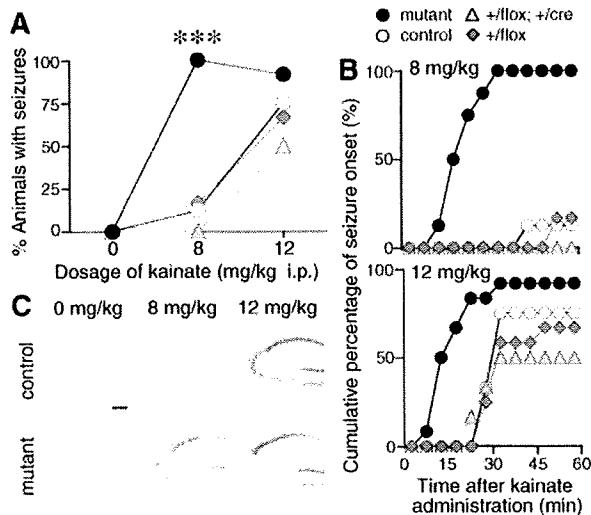 mutant
+/flox; +/cre
control
+/flox
A
***
% Animals with seizures
100
75
50
25
0
0
8
12
Dosage of kainate (mg/kg i.p.)
B
8 mg/kg
100
50
0
12 mg/kg
100
50
0
Cumulative percentage of seizure onset (%)
0
15
30
45
60
Time after kainate
administration (min)
C
0 mg/kg
8 mg/kg
12 mg/kg
control
mutant